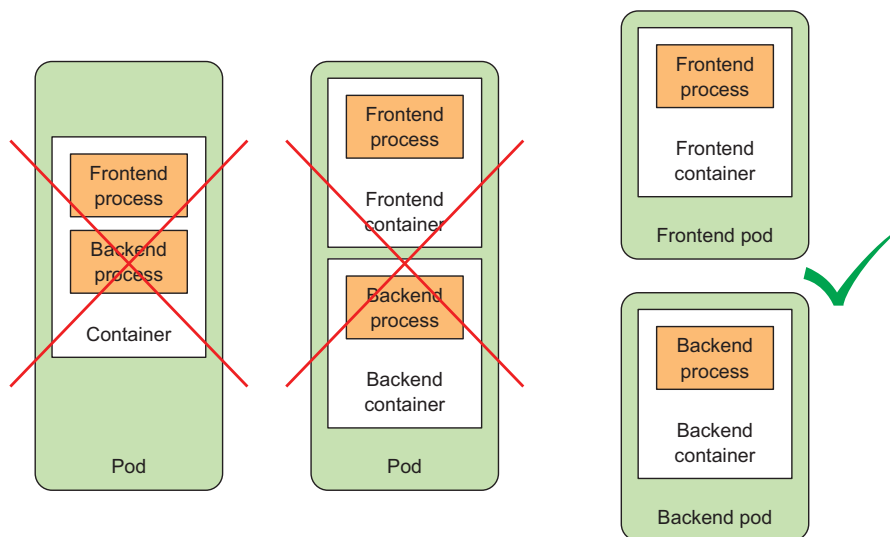 Frontend
process
Backend
process
Container
Pod
Frontend
process
Frontend
container
Backend
process
Backend
container
Pod
Frontend
process
Frontend
container
Frontend pod
Backend
process
Backend
container
Backend pod